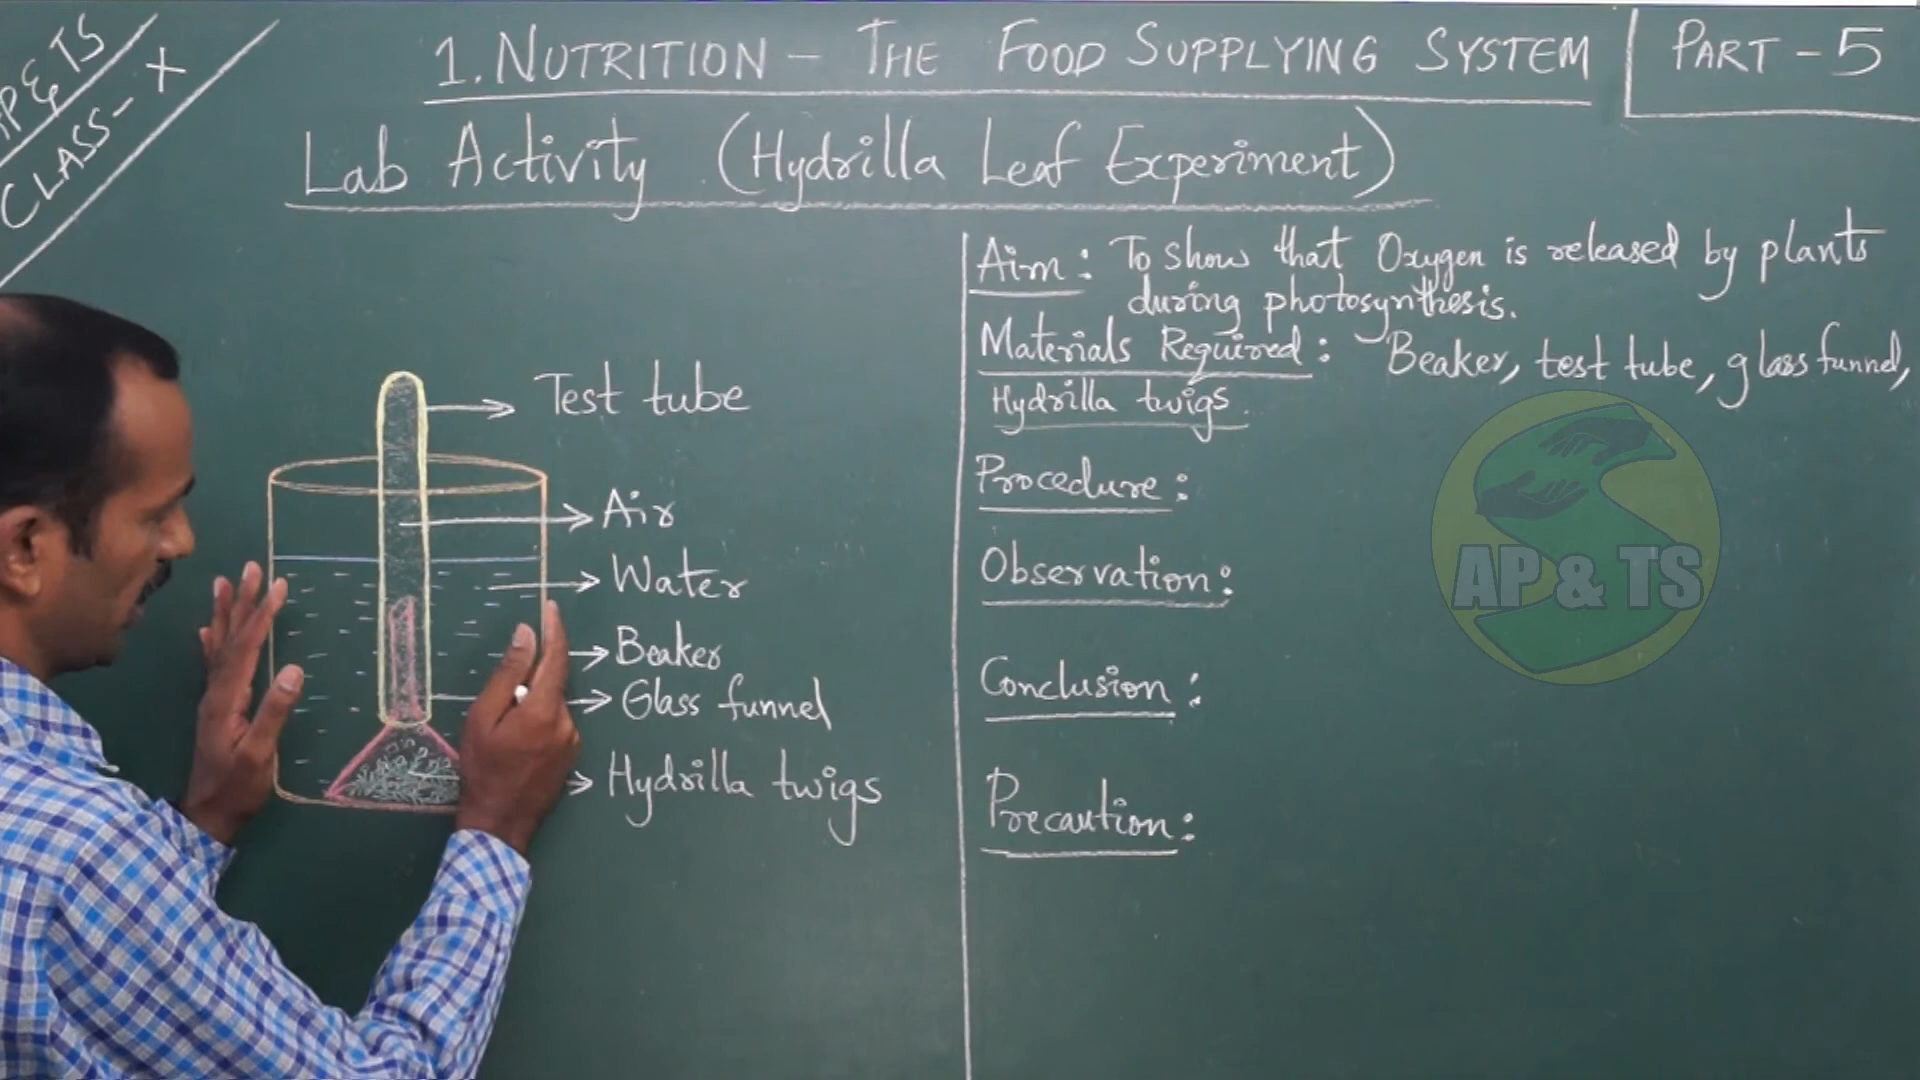 AP & TS
CLASS - X
1. NUTRITION - THE FOOD SUPPLYING SYSTEM
PART - 5
Lab Activity (Hydrilla Leaf Experiment)
Test tube
Air
Water
Beaker
Glass funnel
Hydrilla twigs
Aim: To show that Oxygen is released by plants
during photosynthesis.
Materials Required: Beaker, test tube, glass funnel,
Hydrilla twigs.
Procedure:
Observation:
Conclusion:
Precaution:
AP & TS